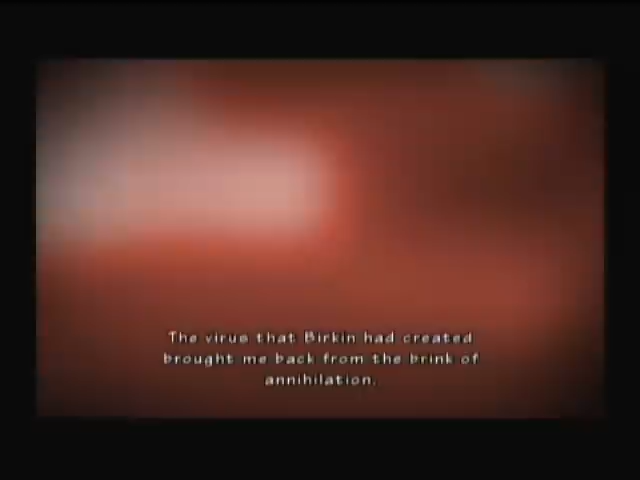 The virus that Birkin had created
brought me back from the brink of
annihilation.